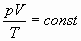 pV/T = const